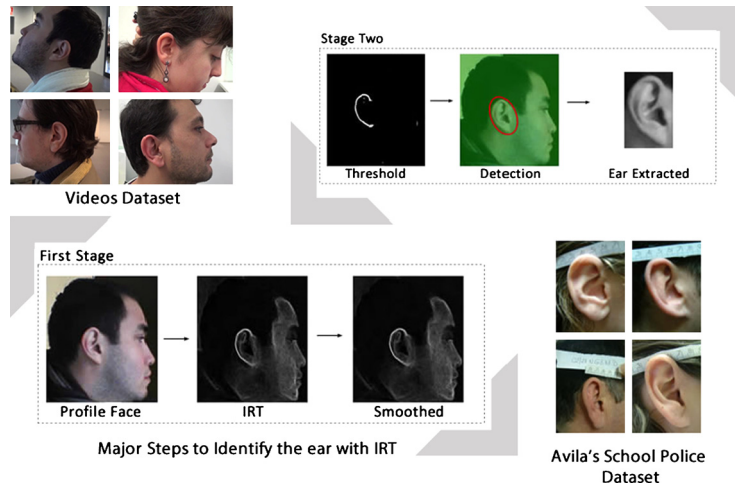 Stage Two
Threshold
Detection
Ear Extracted
Videos Dataset
First Stage
Profile Face
IRT
Smoothed
Major Steps to Identify the ear with IRT
Avila's School Police
Dataset